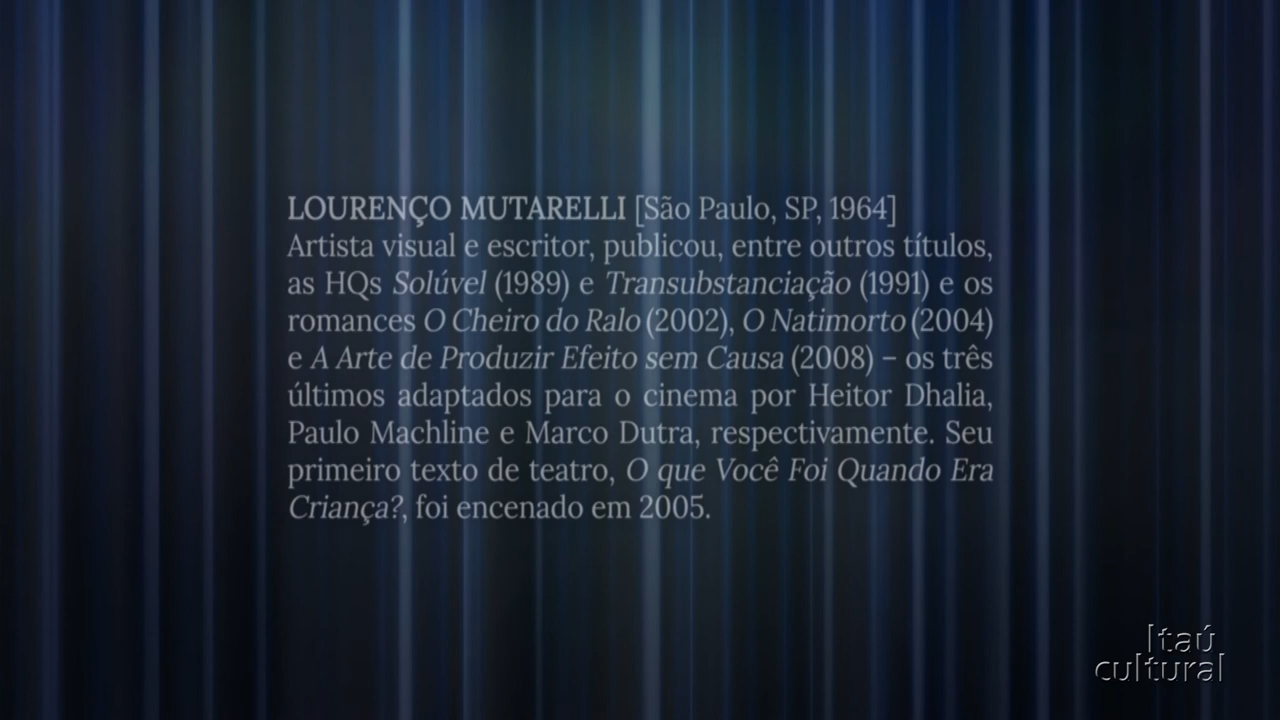 LOURENÇO MUTARELLI [São Paulo, SP, 1964]
Artista visual e escritor, publicou, entre outros títulos,
as HQs Solúvel (1989) e Transubstanciação (1991) e os
romances O Cheiro do Ralo (2002), O Natimorto (2004)
e A Arte de Produzir Efeito sem Causa (2008) – os três
últimos adaptados para o cinema por Heitor Dhalia,
Paulo Machline e Marco Dutra, respectivamente. Seu
primeiro texto de teatro, O que Você Foi Quando Era
Criança?, foi encenado em 2005.
Itaú
cultural